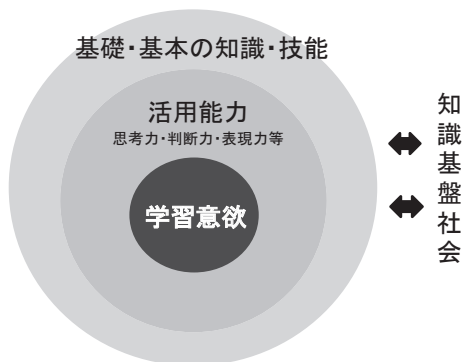 基礎・基本の知識・技能
活用能力
思考力・判断力・表現力等
学習意欲
知識基盤社会